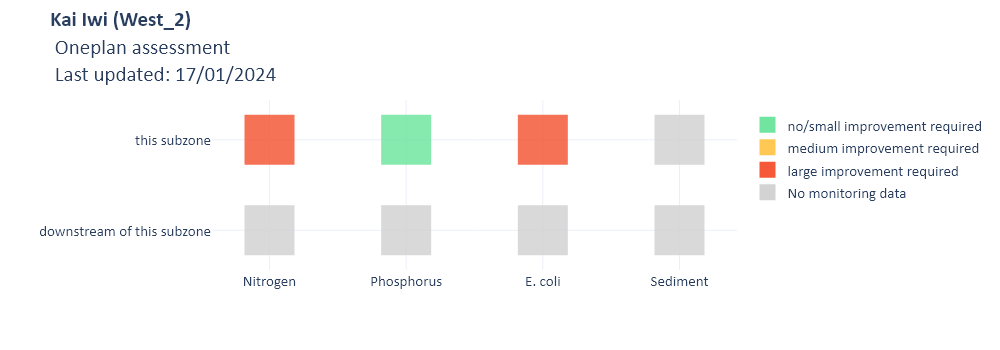 Kai Iwi (West_2)
Oneplan assessment
Last updated: 17/01/2024
this subzone
downstream of this subzone
Nitrogen
Phosphorus
E. coli
Sediment
no/small improvement required
medium improvement required
large improvement required
No monitoring data